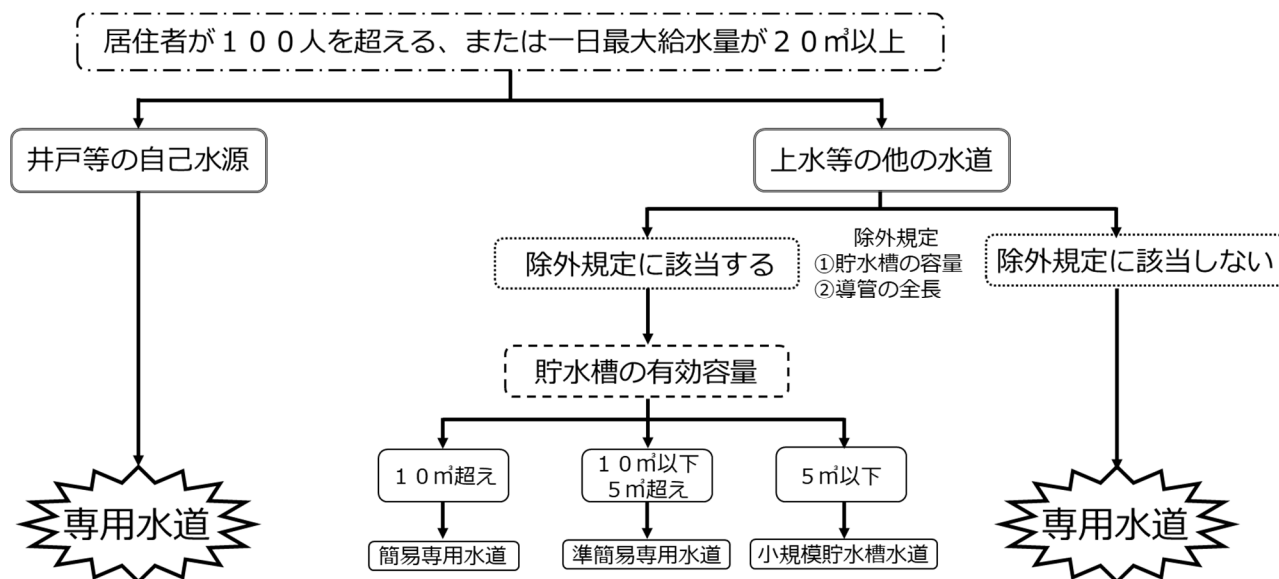 居住者が１００人を超える、または一日最大給水量が２０㎥以上
井戸等の自己水源
上水等の他の水道
除外規定に該当する
除外規定
①貯水槽の容量
②導管の全長
除外規定に該当しない
貯水槽の有効容量
１０㎥超え
１０㎥以下
５㎥超え
５㎥以下
専用水道
簡易専用水道
準簡易専用水道
小規模貯水槽水道
専用水道